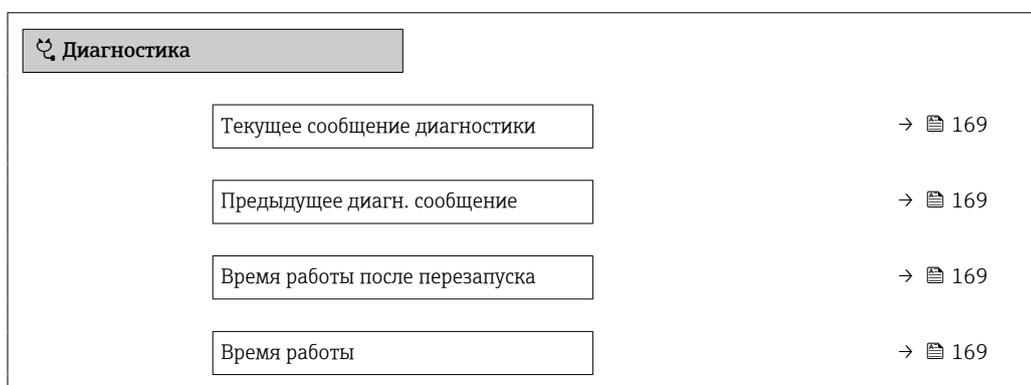 Диагностика
Текущее сообщение диагностики → 169
Предыдущее диагн. сообщение → 169
Время работы после перезапуска → 169
Время работы → 169